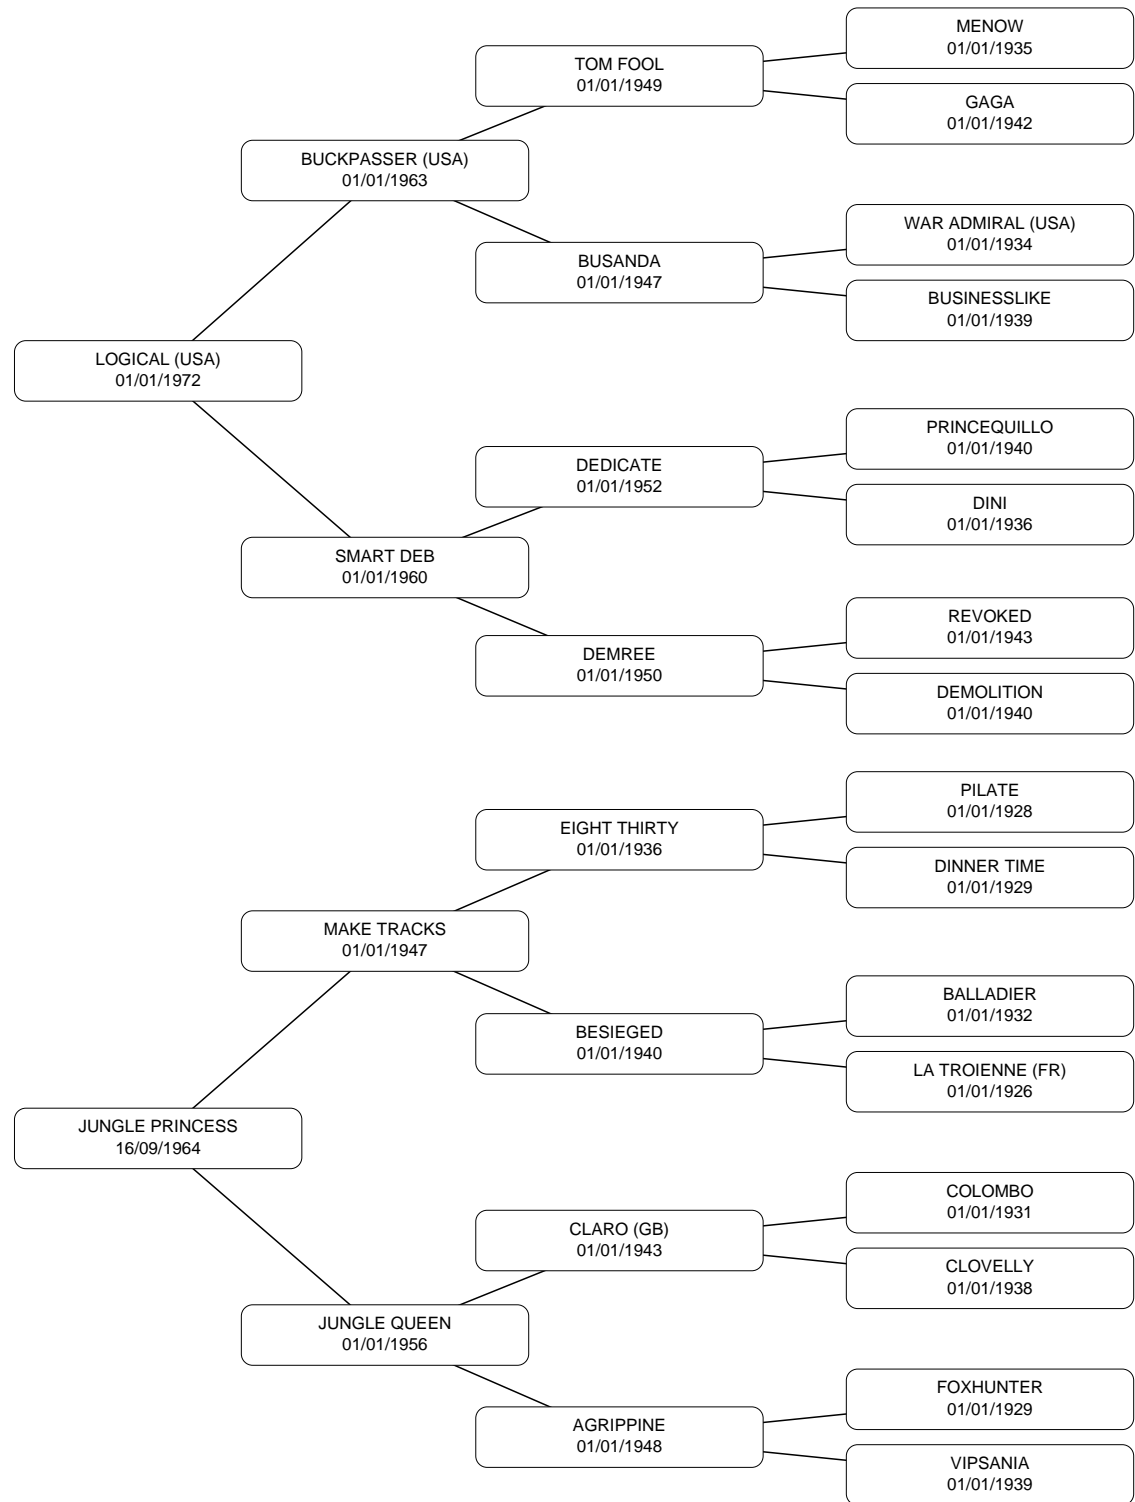 MENOW
01/01/1935
TOM FOOL
01/01/1949
GAGA
01/01/1942
BUCKPASSER (USA)
01/01/1963
WAR ADMIRAL (USA)
01/01/1934
BUSANDA
01/01/1947
BUSINESSLIKE
01/01/1939
LOGICAL (USA)
01/01/1972
PRINCEQUILLO
01/01/1940
DEDICATE
01/01/1952
DINI
01/01/1936
SMART DEB
01/01/1960
REVOKED
01/01/1943
DEMREE
01/01/1950
DEMOLITION
01/01/1940
PILATE
01/01/1928
EIGHT THIRTY
01/01/1936
DINNER TIME
01/01/1929
MAKE TRACKS
01/01/1947
BALLADIER
01/01/1932
BESIEGED
01/01/1940
LA TROIENNE (FR)
01/01/1926
JUNGLE PRINCESS
16/09/1964
COLOMBO
01/01/1931
CLARO (GB)
01/01/1943
CLOVELLY
01/01/1938
JUNGLE QUEEN
01/01/1956
FOXHUNTER
01/01/1929
AGRIPPINE
01/01/1948
VIPSANIA
01/01/1939